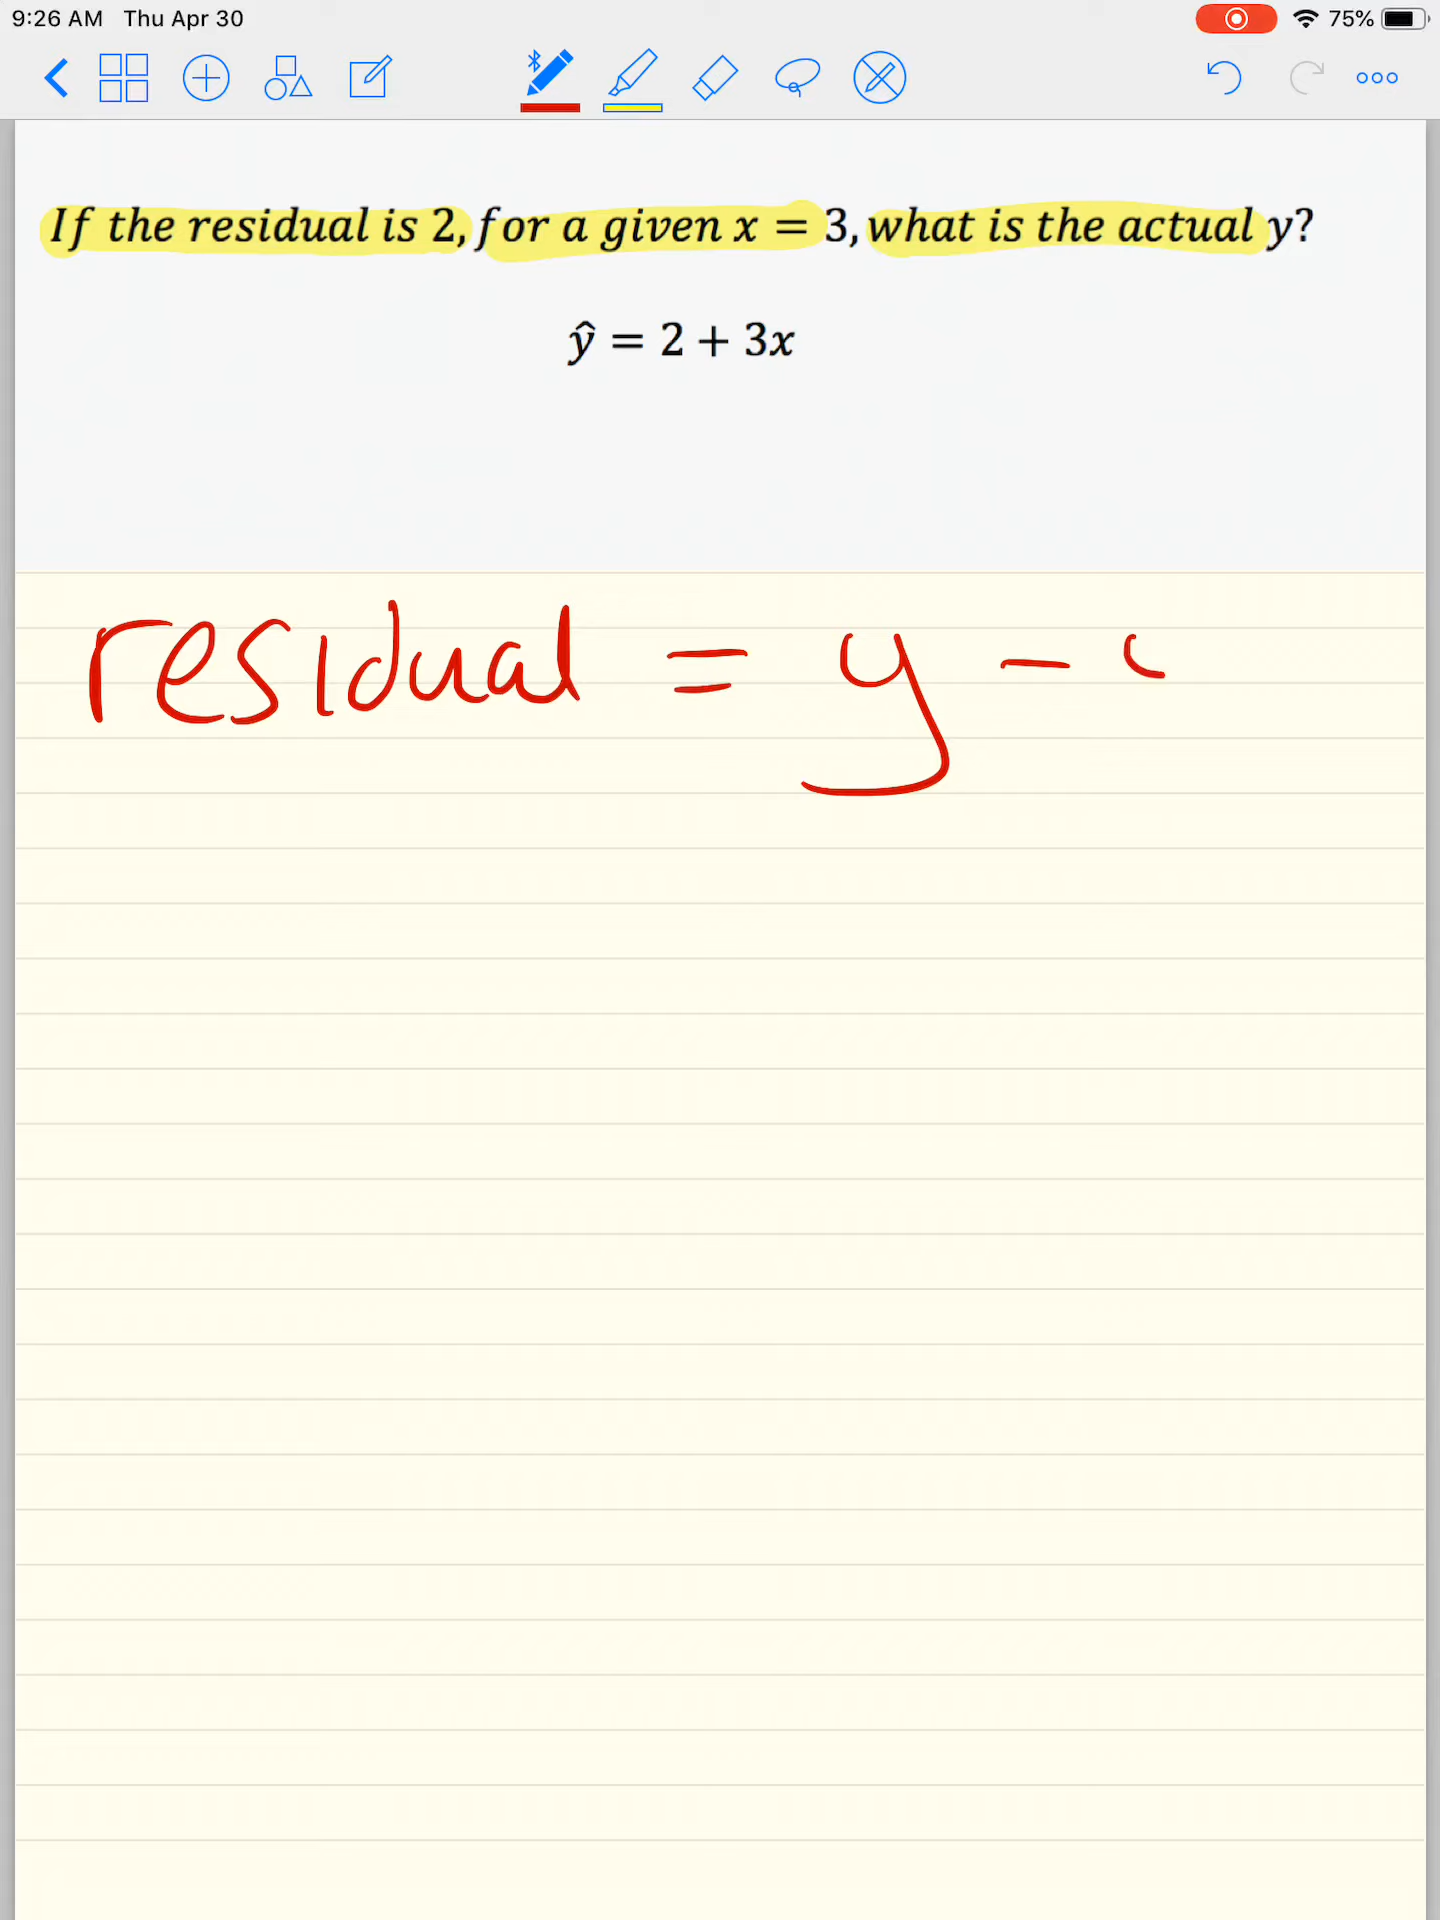 9:26 AM Thu Apr 30 75%
If the residual is 2, for a given x = 3, what is the actual y?
ŷ = 2 + 3x
residual = y -